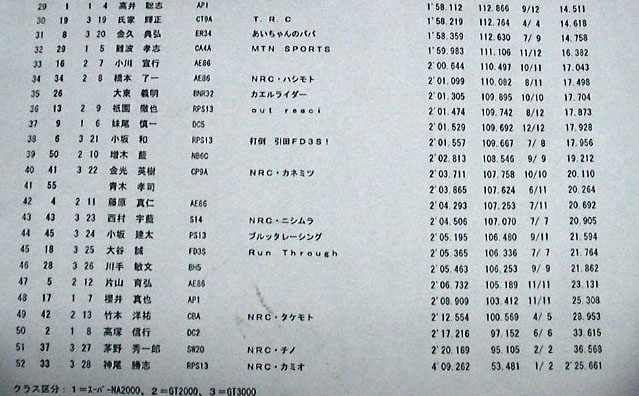 29 1 1 4 高井 聡志 AP1 1'58.112 112.866 9/12 14.511
30 19 3 19 氏家 輝正 CT9A T.R.C 1'58.219 112.764 4/ 4 14.618
31 8 3 20 金久 典弘 ER34 あいちゃんのパパ 1'58.359 112.630 7/ 9 14.758
32 29 1 5 難波 孝志 CA4A MTN SPORTS 1'59.983 111.106 11/12 16.382
33 16 2 7 小川 宣行 AE86 2'00.644 110.497 10/11 17.043
34 34 2 8 橋本 了一 AE86 NRC・ハシモト 2'01.099 110.082 8/11 17.498
35 26 大東 義明 BNR32 カエルライダー 2'01.305 109.895 10/10 17.704
36 13 2 9 祇園 徹也 RPS13 out reaci 2'01.474 109.742 8/12 17.873
37 9 1 6 妹尾 慎一 DC5 2'01.529 109.692 12/12 17.928
38 6 3 21 小坂 和 RPS13 打倒 引田FD3S! 2'01.557 109.667 7/ 8 17.956
39 50 2 10 増木 藍 NB6C 2'02.813 108.546 9/ 9 19.212
40 41 3 22 金光 英樹 CP9A NRC・カネミツ 2'03.711 107.758 10/10 20.110
41 55 青木 孝司 2'03.865 107.624 6/11 20.264
42 4 2 11 藤原 真仁 AE86 2'04.293 107.253 7/11 20.692
43 43 3 23 西村 宇藍 S14 NRC・ニシムラ 2'04.506 107.070 7/ 7 20.905
44 45 3 24 小坂 建太 PS13 ブルッタレーシング 2'05.195 106.480 9/11 21.594
45 18 3 25 大谷 誠 FD3S Run Through 2'05.365 106.336 7/ 7 21.764
46 28 3 26 川手 敏文 BH5 2'05.463 106.253 9/ 9 21.862
47 5 2 12 片山 育弘 AE86 2'06.732 105.189 11/11 23.131
48 17 1 7 櫻井 真也 AP1 2'08.909 103.412 11/11 25.308
49 42 2 13 竹本 洋祐 CBA NRC・タケモト 2'12.554 100.569 4/ 5 28.953
50 2 1 8 高塚 信行 DC2 2'17.216 97.152 6/ 6 33.615
51 37 3 27 茅野 秀一郎 SW20 NRC・チノ 2'20.169 95.105 2/ 2 36.568
52 33 3 28 神尾 勝志 RPS13 NRC・カミオ 4'09.262 53.481 1/ 2 2'25.661
クラス区分:1=スーパーNA2000、2=GT2000、3=GT3000